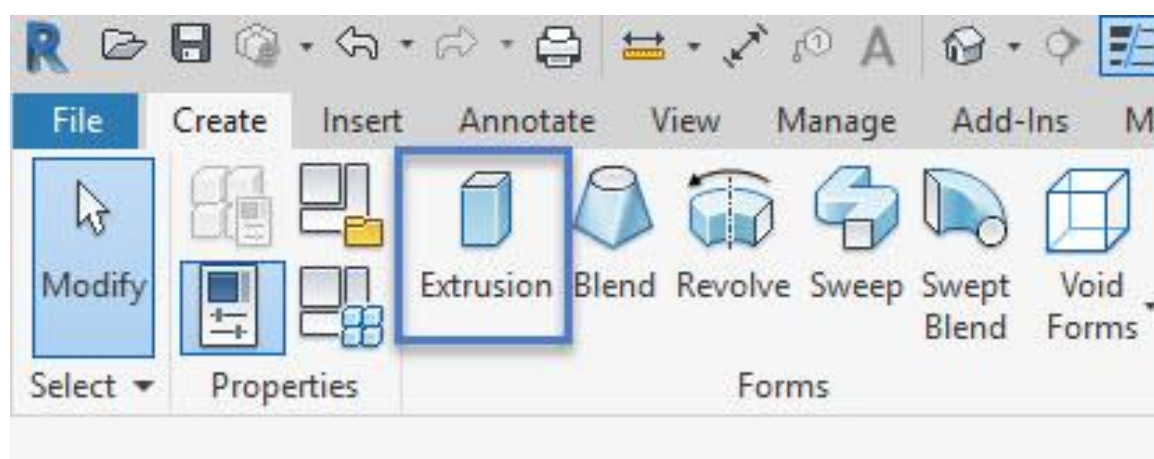 R
1 A
File Create Insert Annotate View Manage Add-Ins M
Modify Extrusion Blend Revolve Sweep Swept Blend Void Forms
Select Properties Forms